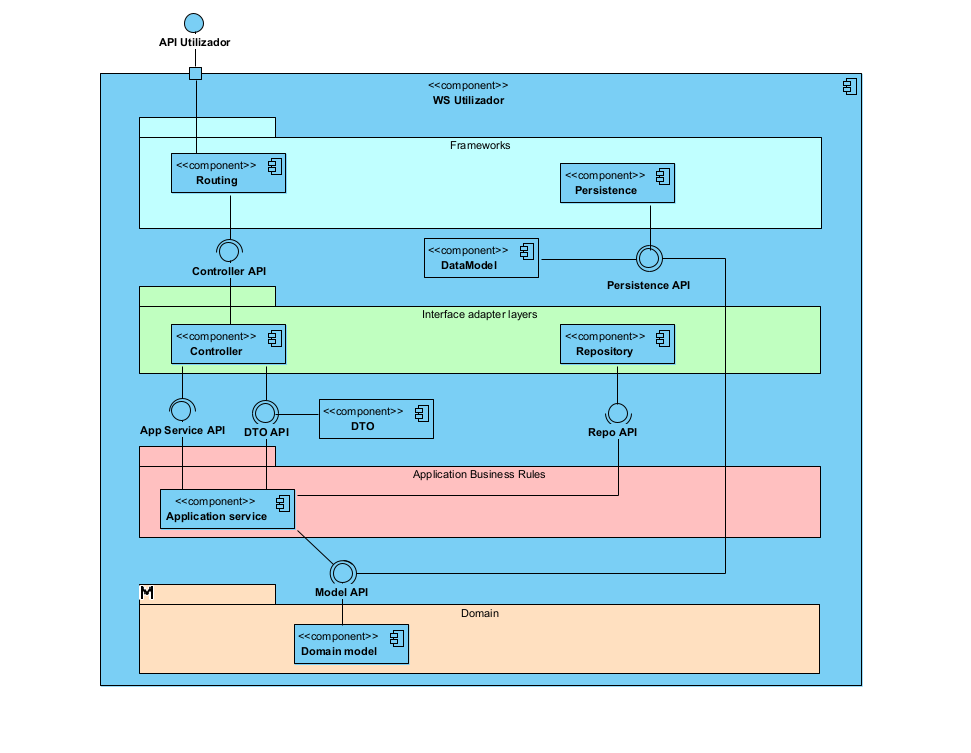 API Utilizador
<<component>>
WS Utilizador
Frameworks
<<component>>
Routing
<<component>>
Persistence
<<component>>
DataModel
Controller API
Persistence API
Interface adapter layers
<<component>>
Controller
<<component>>
Repository
<<component>>
DTO
App Service API
DTO API
Repo API
Application Business Rules
<<component>>
Application service
Model API
Domain
<<component>>
Domain model